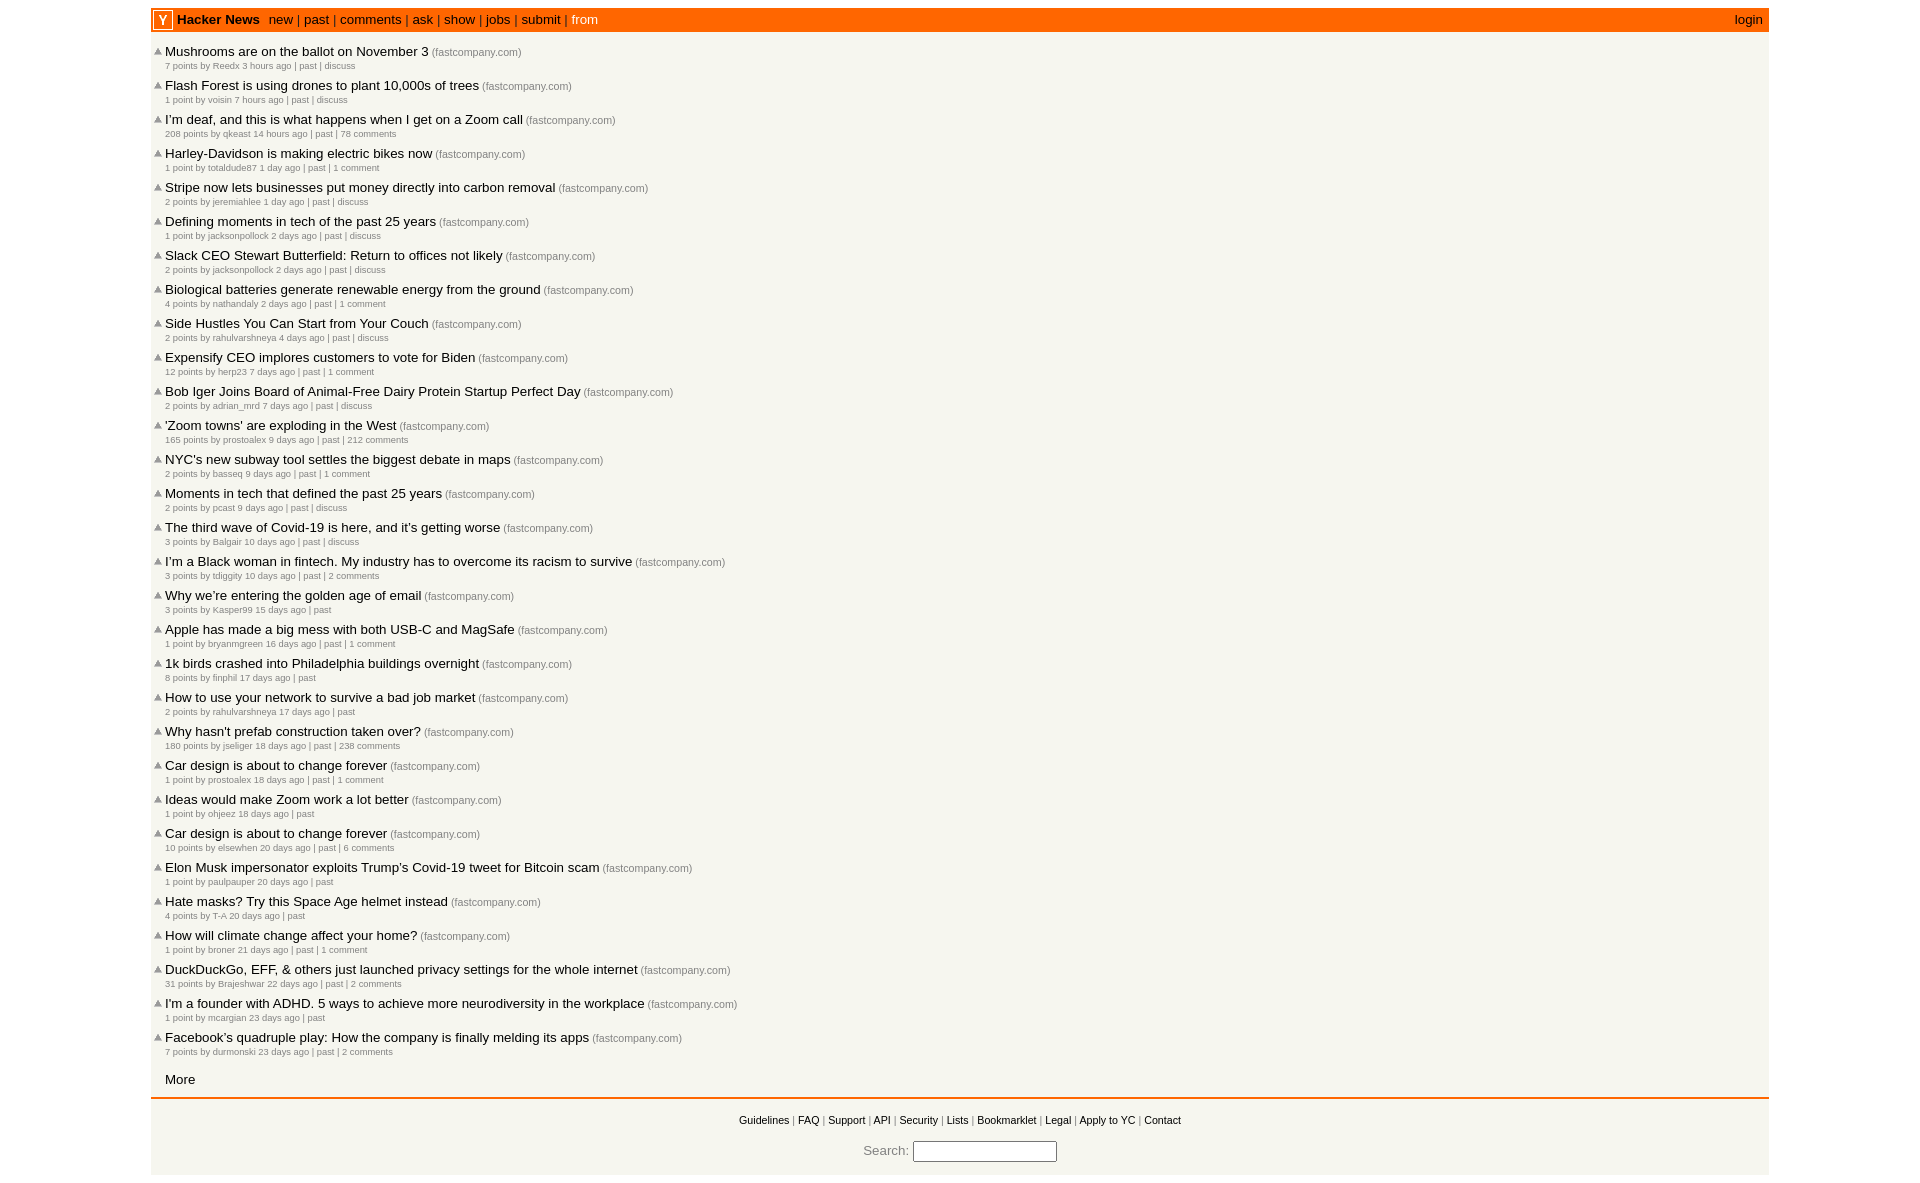 Y Hacker News new | past | comments | ask | show | jobs | submit | from login
Mushrooms are on the ballot on November 3 (fastcompany.com)
7 points by Reedx 3 hours ago | past | discuss
Flash Forest is using drones to plant 10,000s of trees (fastcompany.com)
1 point by voisin 7 hours ago | past | discuss
I’m deaf, and this is what happens when I get on a Zoom call (fastcompany.com)
208 points by qkeast 14 hours ago | past | 78 comments
Harley-Davidson is making electric bikes now (fastcompany.com)
1 point by totaldude87 1 day ago | past | 1 comment
Stripe now lets businesses put money directly into carbon removal (fastcompany.com)
2 points by jeremiahlee 1 day ago | past | discuss
Defining moments in tech of the past 25 years (fastcompany.com)
1 point by jacksonpollock 2 days ago | past | discuss
Slack CEO Stewart Butterfield: Return to offices not likely (fastcompany.com)
2 points by jacksonpollock 2 days ago | past | discuss
Biological batteries generate renewable energy from the ground (fastcompany.com)
4 points by nathandaly 2 days ago | past | 1 comment
Side Hustles You Can Start from Your Couch (fastcompany.com)
2 points by rahulvarshneya 4 days ago | past | discuss
Expensify CEO implores customers to vote for Biden (fastcompany.com)
12 points by herp23 7 days ago | past | 1 comment
Bob Iger Joins Board of Animal-Free Dairy Protein Startup Perfect Day (fastcompany.com)
2 points by adrian_mrd 7 days ago | past | discuss
'Zoom towns' are exploding in the West (fastcompany.com)
165 points by prostoalex 9 days ago | past | 212 comments
NYC's new subway tool settles the biggest debate in maps (fastcompany.com)
2 points by basseq 9 days ago | past | 1 comment
Moments in tech that defined the past 25 years (fastcompany.com)
2 points by pcast 9 days ago | past | discuss
The third wave of Covid-19 is here, and it’s getting worse (fastcompany.com)
3 points by Balgair 10 days ago | past | discuss
I’m a Black woman in fintech. My industry has to overcome its racism to survive (fastcompany.com)
3 points by tdiggity 10 days ago | past | 2 comments
Why we’re entering the golden age of email (fastcompany.com)
3 points by Kasper99 15 days ago | past
Apple has made a big mess with both USB-C and MagSafe (fastcompany.com)
1 point by bryanmgreen 16 days ago | past | 1 comment
1k birds crashed into Philadelphia buildings overnight (fastcompany.com)
8 points by finphil 17 days ago | past
How to use your network to survive a bad job market (fastcompany.com)
2 points by rahulvarshneya 17 days ago | past
Why hasn't prefab construction taken over? (fastcompany.com)
180 points by jseliger 18 days ago | past | 238 comments
Car design is about to change forever (fastcompany.com)
1 point by prostoalex 18 days ago | past | 1 comment
Ideas would make Zoom work a lot better (fastcompany.com)
1 point by ohjeez 18 days ago | past
Car design is about to change forever (fastcompany.com)
10 points by elsewhen 20 days ago | past | 6 comments
Elon Musk impersonator exploits Trump’s Covid-19 tweet for Bitcoin scam (fastcompany.com)
1 point by paulpauper 20 days ago | past
Hate masks? Try this Space Age helmet instead (fastcompany.com)
4 points by T-A 20 days ago | past
How will climate change affect your home? (fastcompany.com)
1 point by broner 21 days ago | past | 1 comment
DuckDuckGo, EFF, & others just launched privacy settings for the whole internet (fastcompany.com)
31 points by Brajeshwar 22 days ago | past | 2 comments
I'm a founder with ADHD. 5 ways to achieve more neurodiversity in the workplace (fastcompany.com)
1 point by mcargian 23 days ago | past
Facebook’s quadruple play: How the company is finally melding its apps (fastcompany.com)
7 points by durmonski 23 days ago | past | 2 comments
More
Guidelines | FAQ | Support | API | Security | Lists | Bookmarklet | Legal | Apply to YC | Contact
Search: